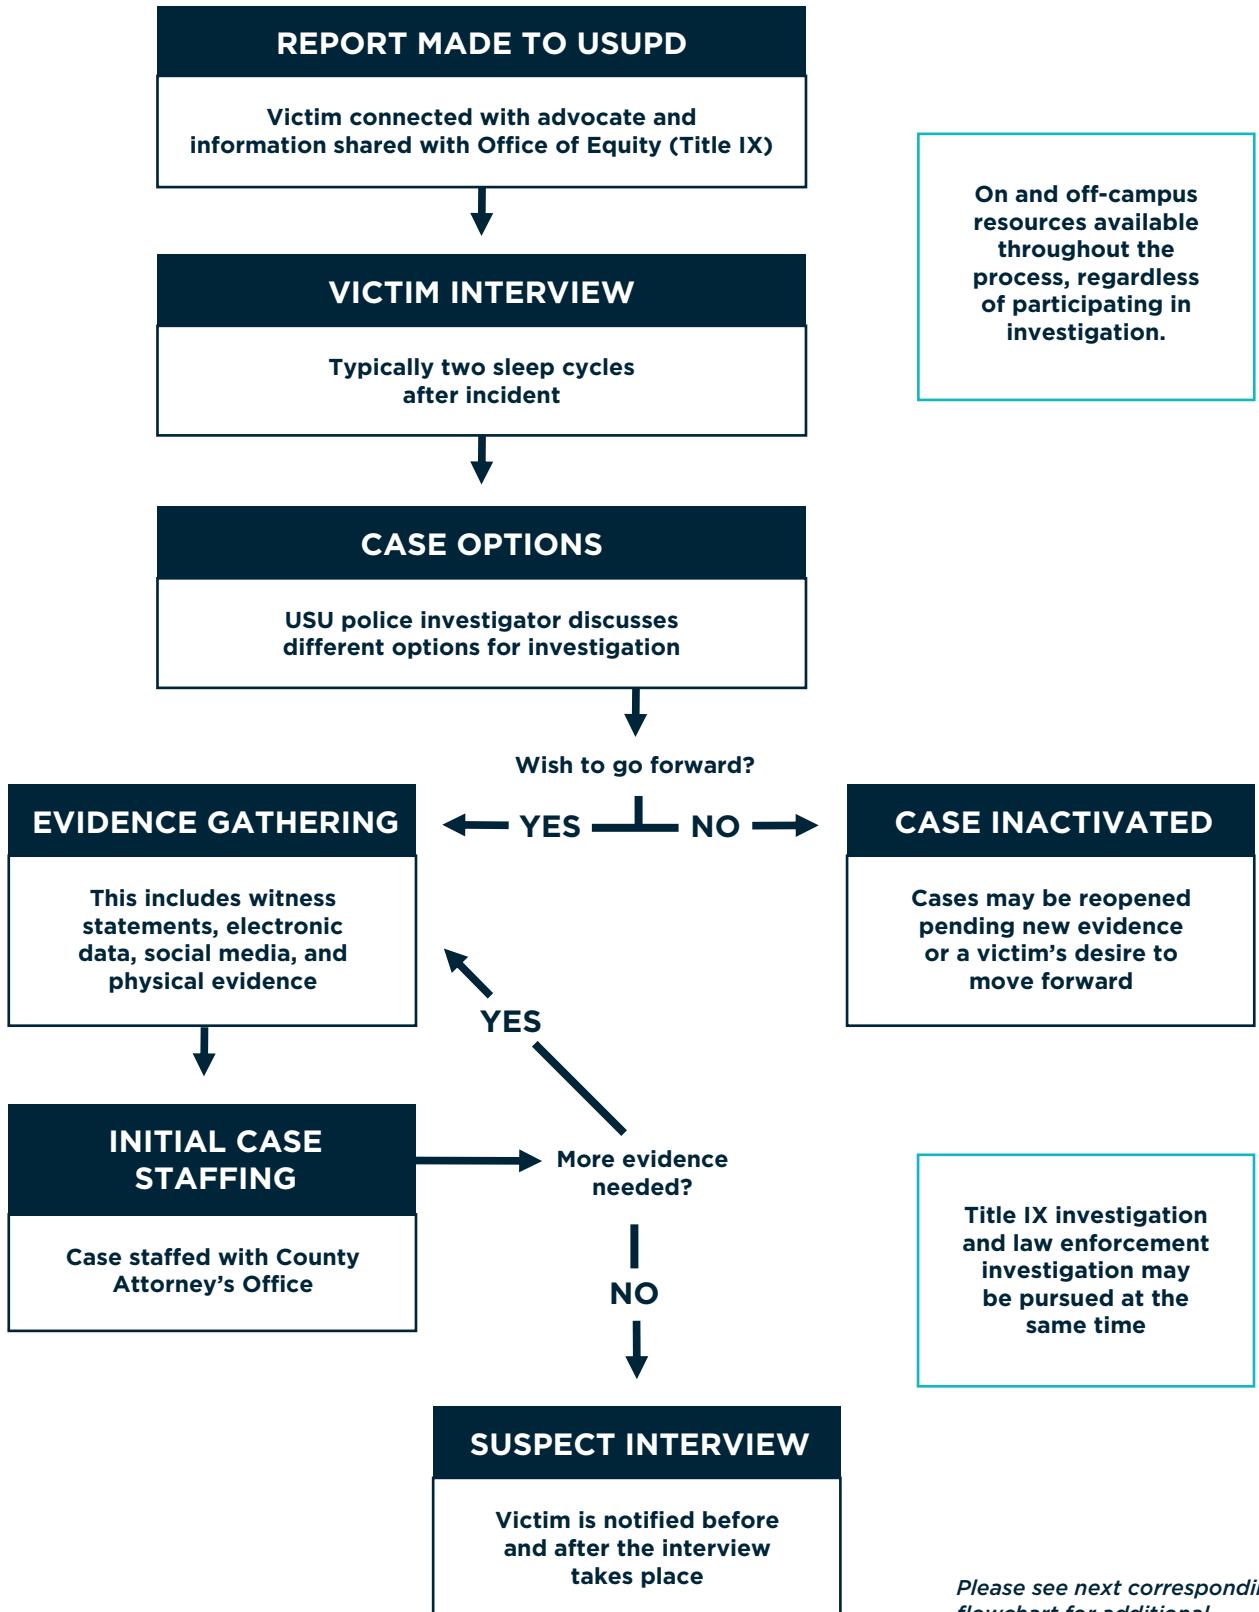 REPORT MADE TO USUPD
Victim connected with advocate and
information shared with Office of Equity (Title IX)
On and off-campus
resources available
throughout the
process, regardless
of participating in
investigation.
VICTIM INTERVIEW
Typically two sleep cycles
after incident
CASE OPTIONS
USU police investigator discusses
different options for investigation
Wish to go forward?
YES
NO
EVIDENCE GATHERING
This includes witness
statements, electronic
data, social media, and
physical evidence
CASE INACTIVATED
Cases may be reopened
pending new evidence
or a victim's desire to
move forward
YES
INITIAL CASE
STAFFING
Case staffed with County
Attorney's Office
More evidence
needed?
NO
Title IX investigation
and law enforcement
investigation may
be pursued at the
same time
SUSPECT INTERVIEW
Victim is notified before
and after the interview
takes place
Please see next
flowchart for additional